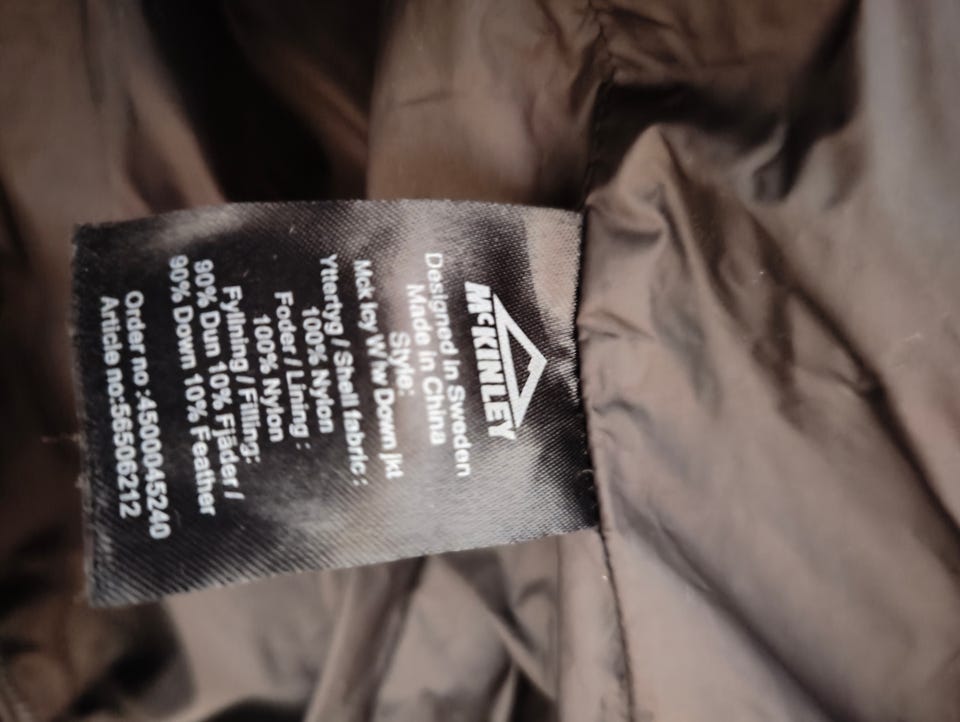 McKINLEY
Designed in Sweden
Made in China
Style:
Mck Icy W/w Down jkt
Yttertyg / Shell fabric :
100% Nylon
Foder / Lining :
100% Nylon
Fyllning / Filling:
90% Dun 10% Fjäder /
90% Down 10% Feather
Order no :4500045240
Article no:56506212